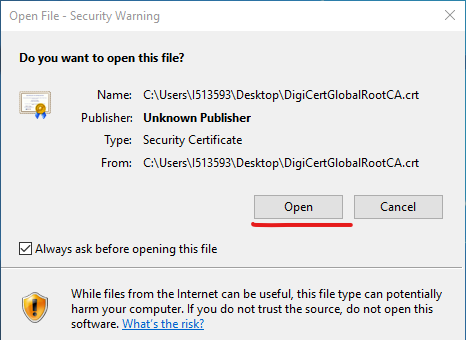 Open File - Security Warning
Do you want to open this file?
Name: C:\Users\I513593\Desktop\DigiCertGlobalRootCA.crt
Publisher: Unknown Publisher
Type: Security Certificate
From: C:\Users\I513593\Desktop\DigiCertGlobalRootCA.crt
Open Cancel
Always ask before opening this file
While files from the Internet can be useful, this file type can potentially
harm your computer. If you do not trust the source, do not open this
software. What's the risk?